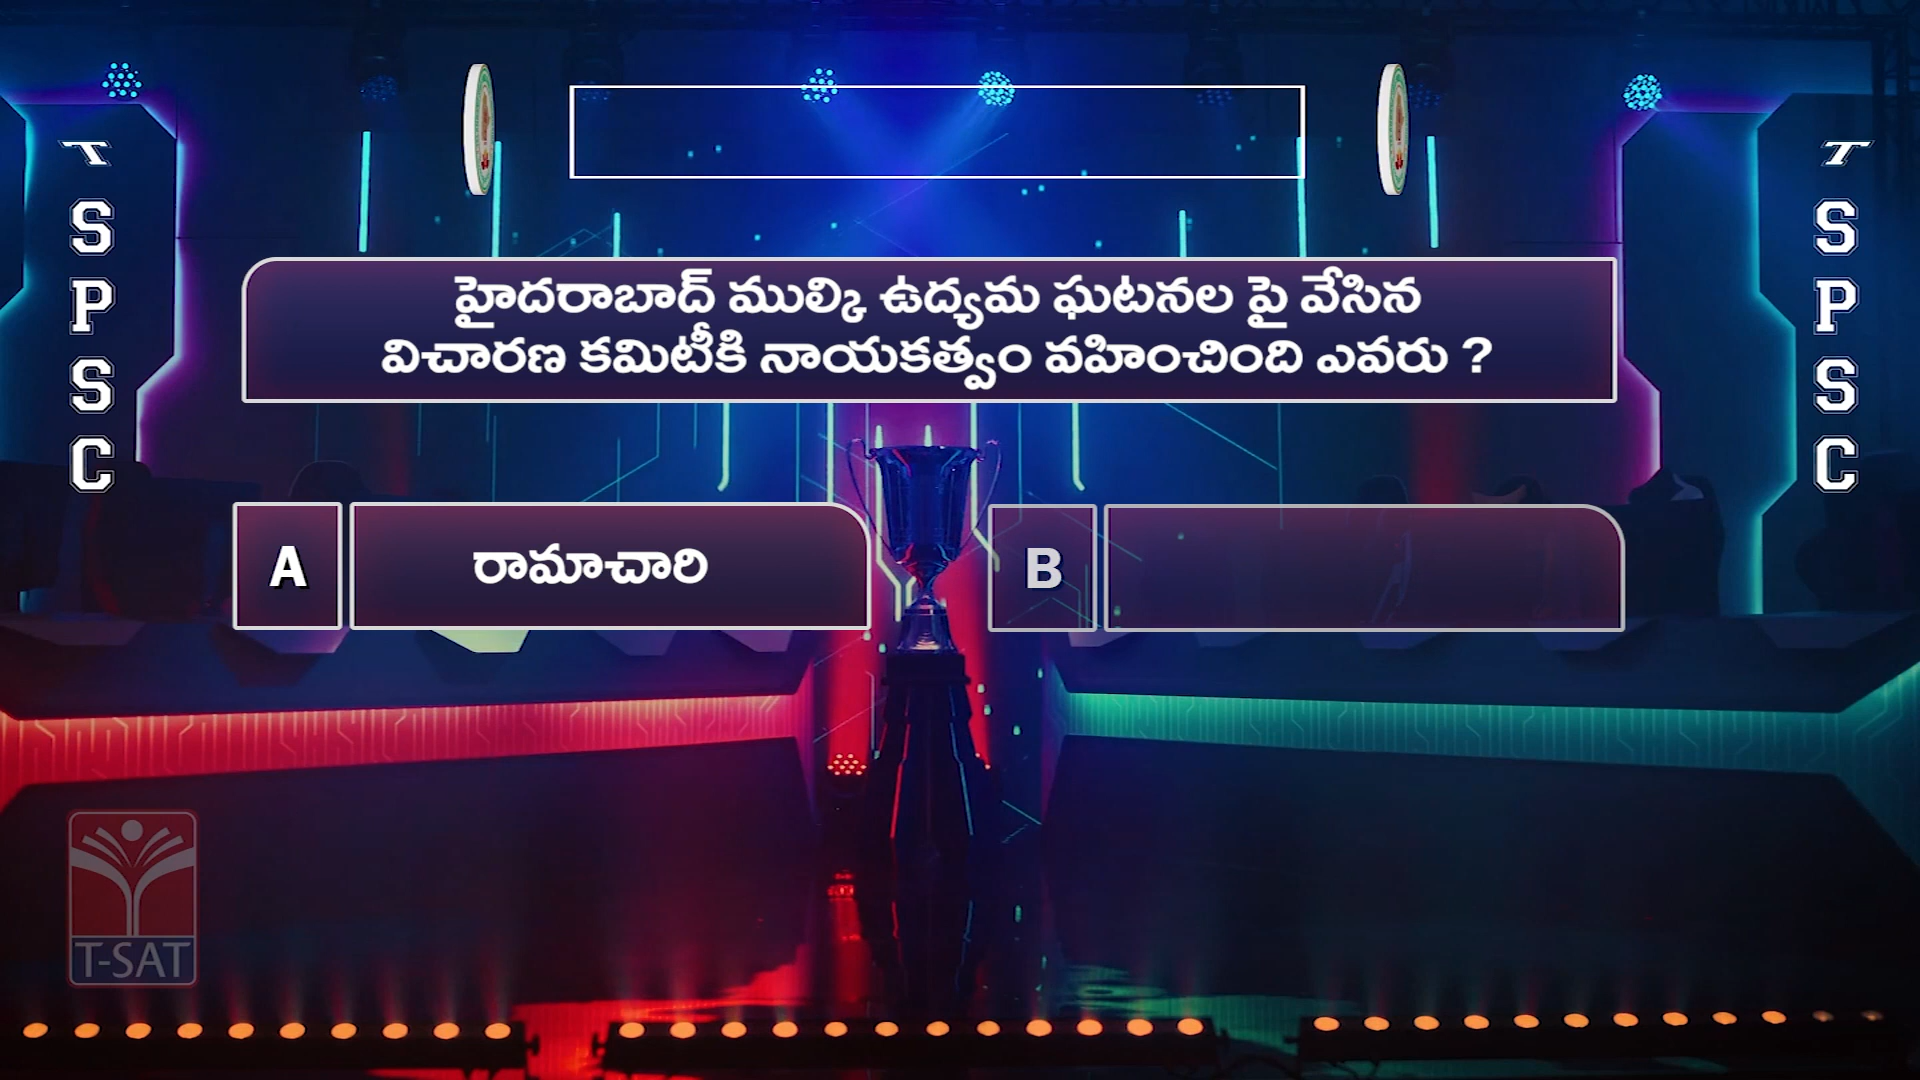 TSPSC
TSPSC
హైదరాబాద్ ముల్కి ఉద్యమ ఘటనల పై వేసిన
విచారణ కమిటీకి నాయకత్వం వహించింది ఎవరు ?
A రామాచారి
B
T-SAT